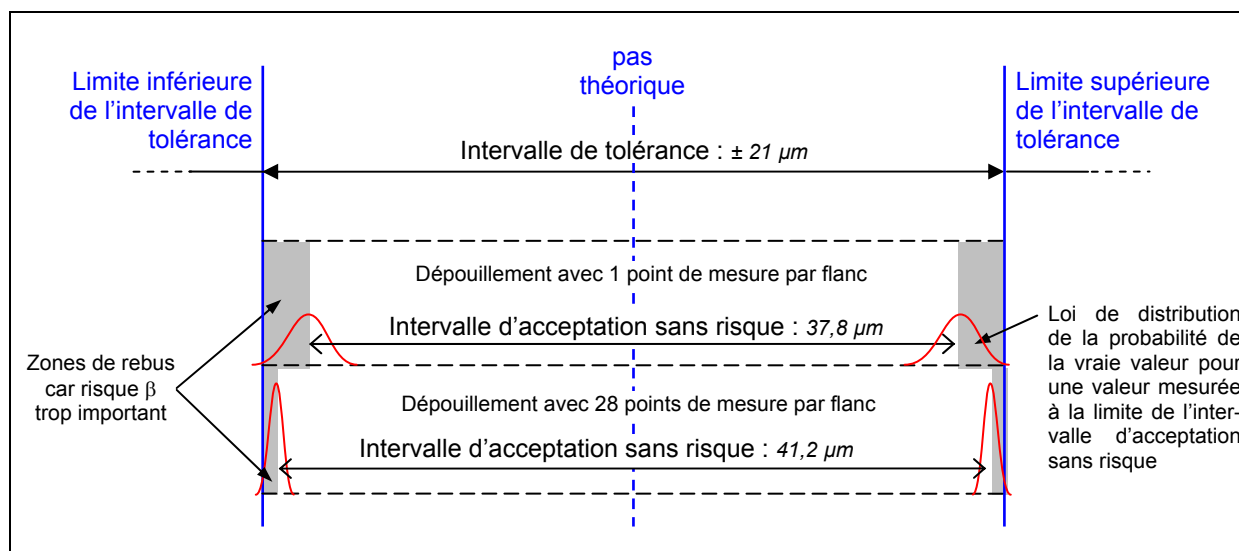 pas
théorique
Limite inférieure
de l’intervalle de
tolérance
Limite supérieure
de l’intervalle de
tolérance
Intervalle de tolérance : ± 21 µm
Dépouillement avec 1 point de mesure par flanc
Intervalle d’acceptation sans risque : 37,8 µm
Zones de rebus
car risque β
trop important
Loi de distribution
de la probabilité de
la vraie valeur pour
une valeur mesurée
à la limite de l’inter-
valle d’acceptation
sans risque
Dépouillement avec 28 points de mesure par flanc
Intervalle d’acceptation sans risque : 41,2 µm